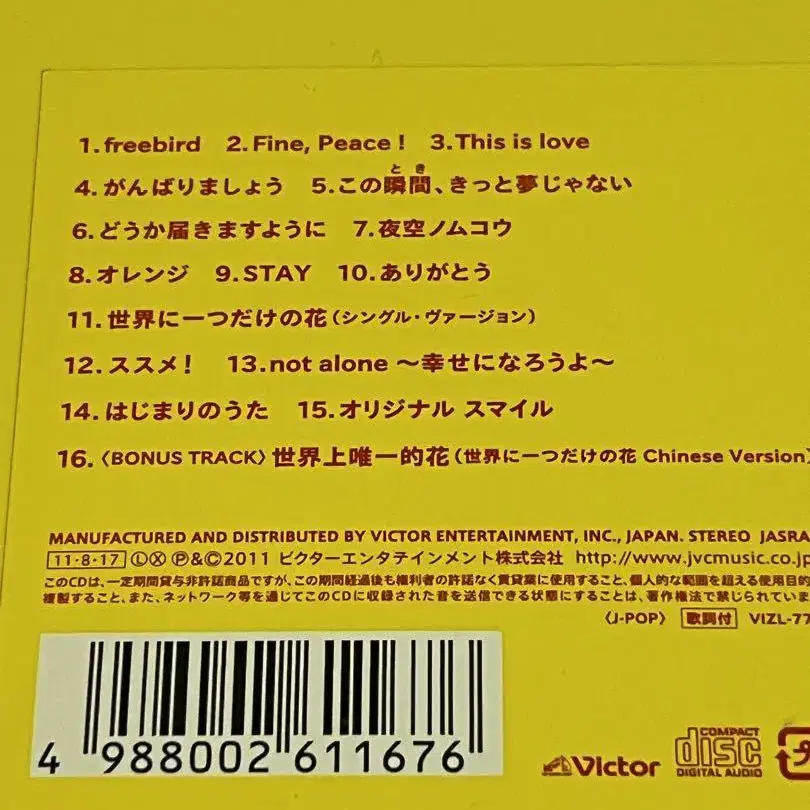 1.freebird 2.Fine, Peace! 3.This is love
とき
4.がんばりましょう 5.この瞬間、きっと夢じゃない
6.どうか届きますように 7.夜空ノムコウ
8.オレンジ 9.STAY 10.ありがとう
11.世界に一つだけの花(シングル・ヴァージョン)
12.ススメ! 13.not alone 〜幸せになろうよ〜
14.はじまりのうた 15.オリジナル スマイル
16.〈BONUS TRACK〉世界上唯一的花(世界に一つだけの花 Chinese Version)
MANUFACTURED AND DISTRIBUTED BY VICTOR ENTERTAINMENT, INC., JAPAN. STEREO JASRA
11·8·17 ⓁⓍ Ⓟ&Ⓒ2011 ビクターエンタテインメント株式会社 http://www.jvcmusic.co.jp
このCDは、一定期間貸与非許諾商品ですが、この期間経過後も権利者の許諾なく賃貸業に使用すること、個人的な範囲を超える使用目的
複製すること、また、ネットワーク等を通じてこのCDに収録された音を送信できる状態にすることは、著作権法で禁じられていま
〈J-POP〉 歌詞付 VIZL-77
4 988002 611676
Victor
COMPACT
disc
DIGITAL AUDIO
プ